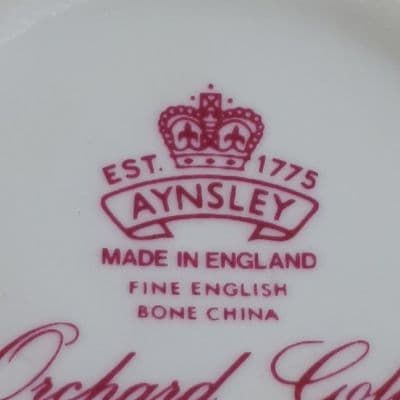 EST. 1775
AYNSLEY
MADE IN ENGLAND
FINE ENGLISH
BONE CHINA
Orchard